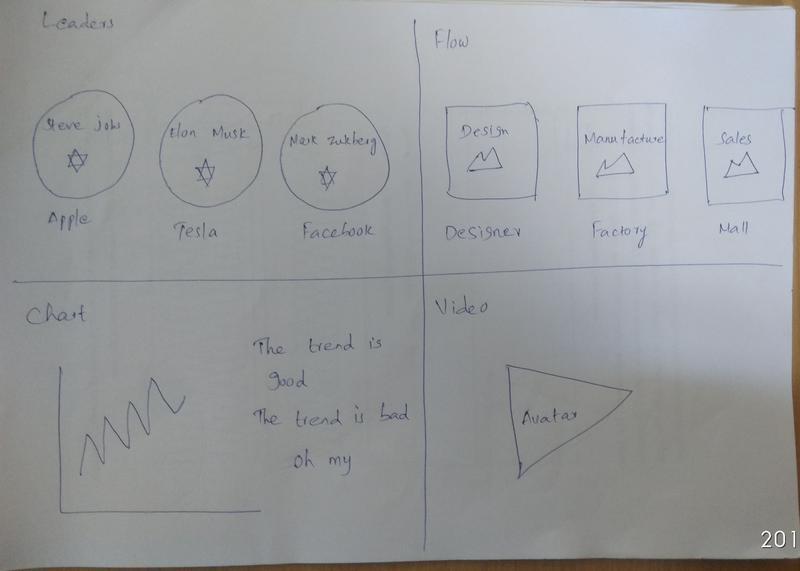 Leaders
Steve jobs
Elon Musk
Mark Zukberg
Apple
Tesla
Facebook
Flow
Design
Manufacture
Sales
Designer
Factory
Mall
Chart
The trend is
good
The trend is bad
oh my
Video
Avatar
201